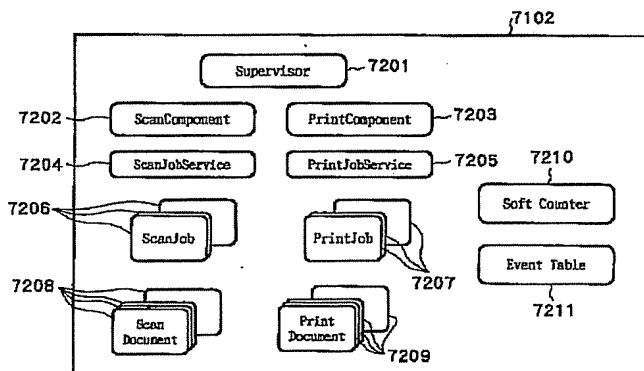 7102
Supervisor 7201
7202 ScanComponent PrintComponent 7203
7204 ScanJobService PrintJobService 7205
7210
7206 Soft Counter
ScanJob PrintJob
7207
Event Table
7208 7211
Scan Document
Print Document
7209